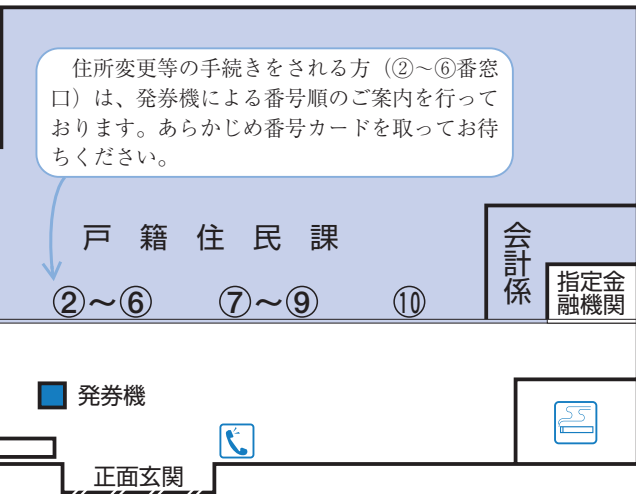 住所変更等の手続きをされる方（②～⑥番窓
口）は、発券機による番号順のご案内を行って
おります。あらかじめ番号カードを取ってお待
ちください。
戸籍住民課
会計係
指定金
融機関
②～⑥
⑦～⑨
⑩
発券機
正面玄関